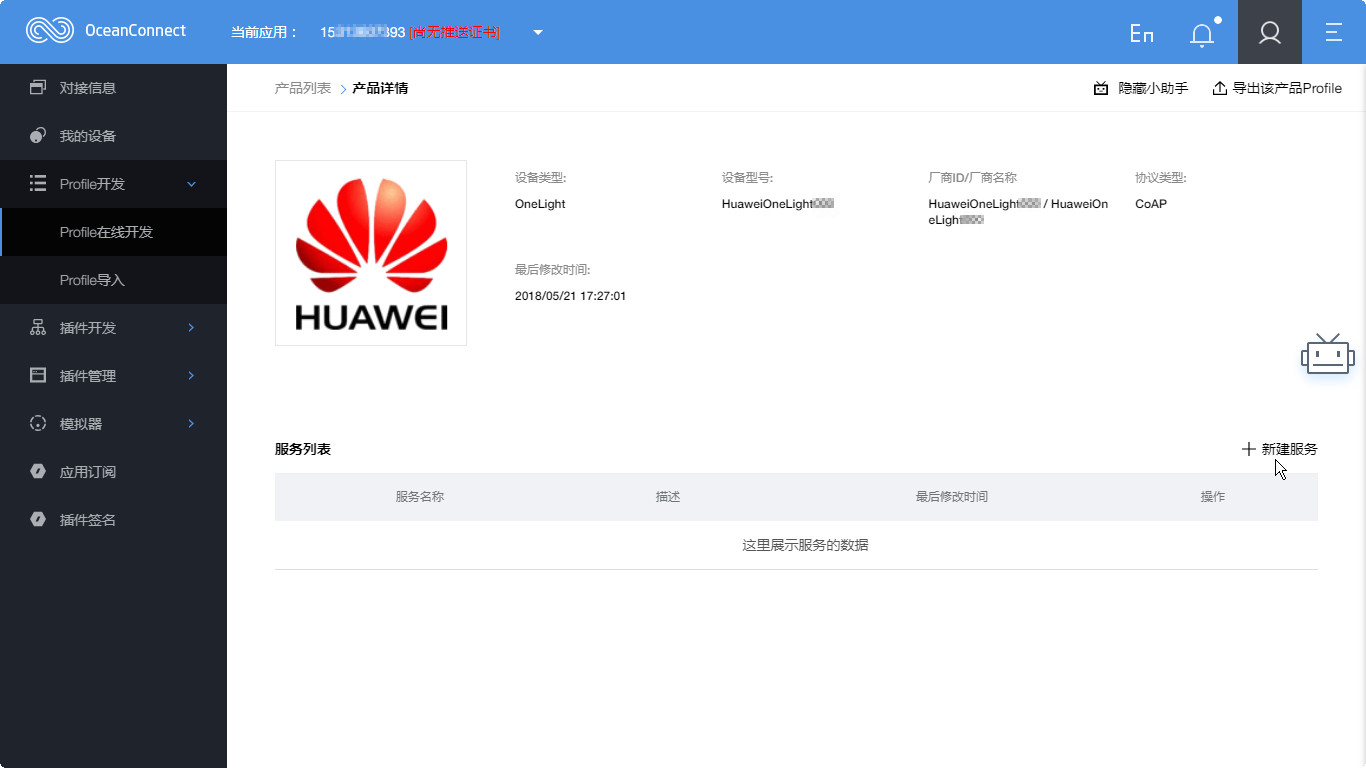 OceanConnect
当前应用： 15 893 [尚无推送证书]
En
对接信息
我的设备
Profile开发
Profile在线开发
Profile导入
插件开发
插件管理
模拟器
应用订阅
插件签名
产品列表 > 产品详情
隐藏小助手
导出该产品Profile
HUAWEI
设备类型:
OneLight
设备型号:
HuaweiOneLight
厂商ID/厂商名称
HuaweiOneLight / HuaweiOn
eLight
协议类型:
CoAP
最后修改时间:
2018/05/21 17:27:01
服务列表
新建服务
服务名称 描述 最后修改时间 操作
这里展示服务的数据